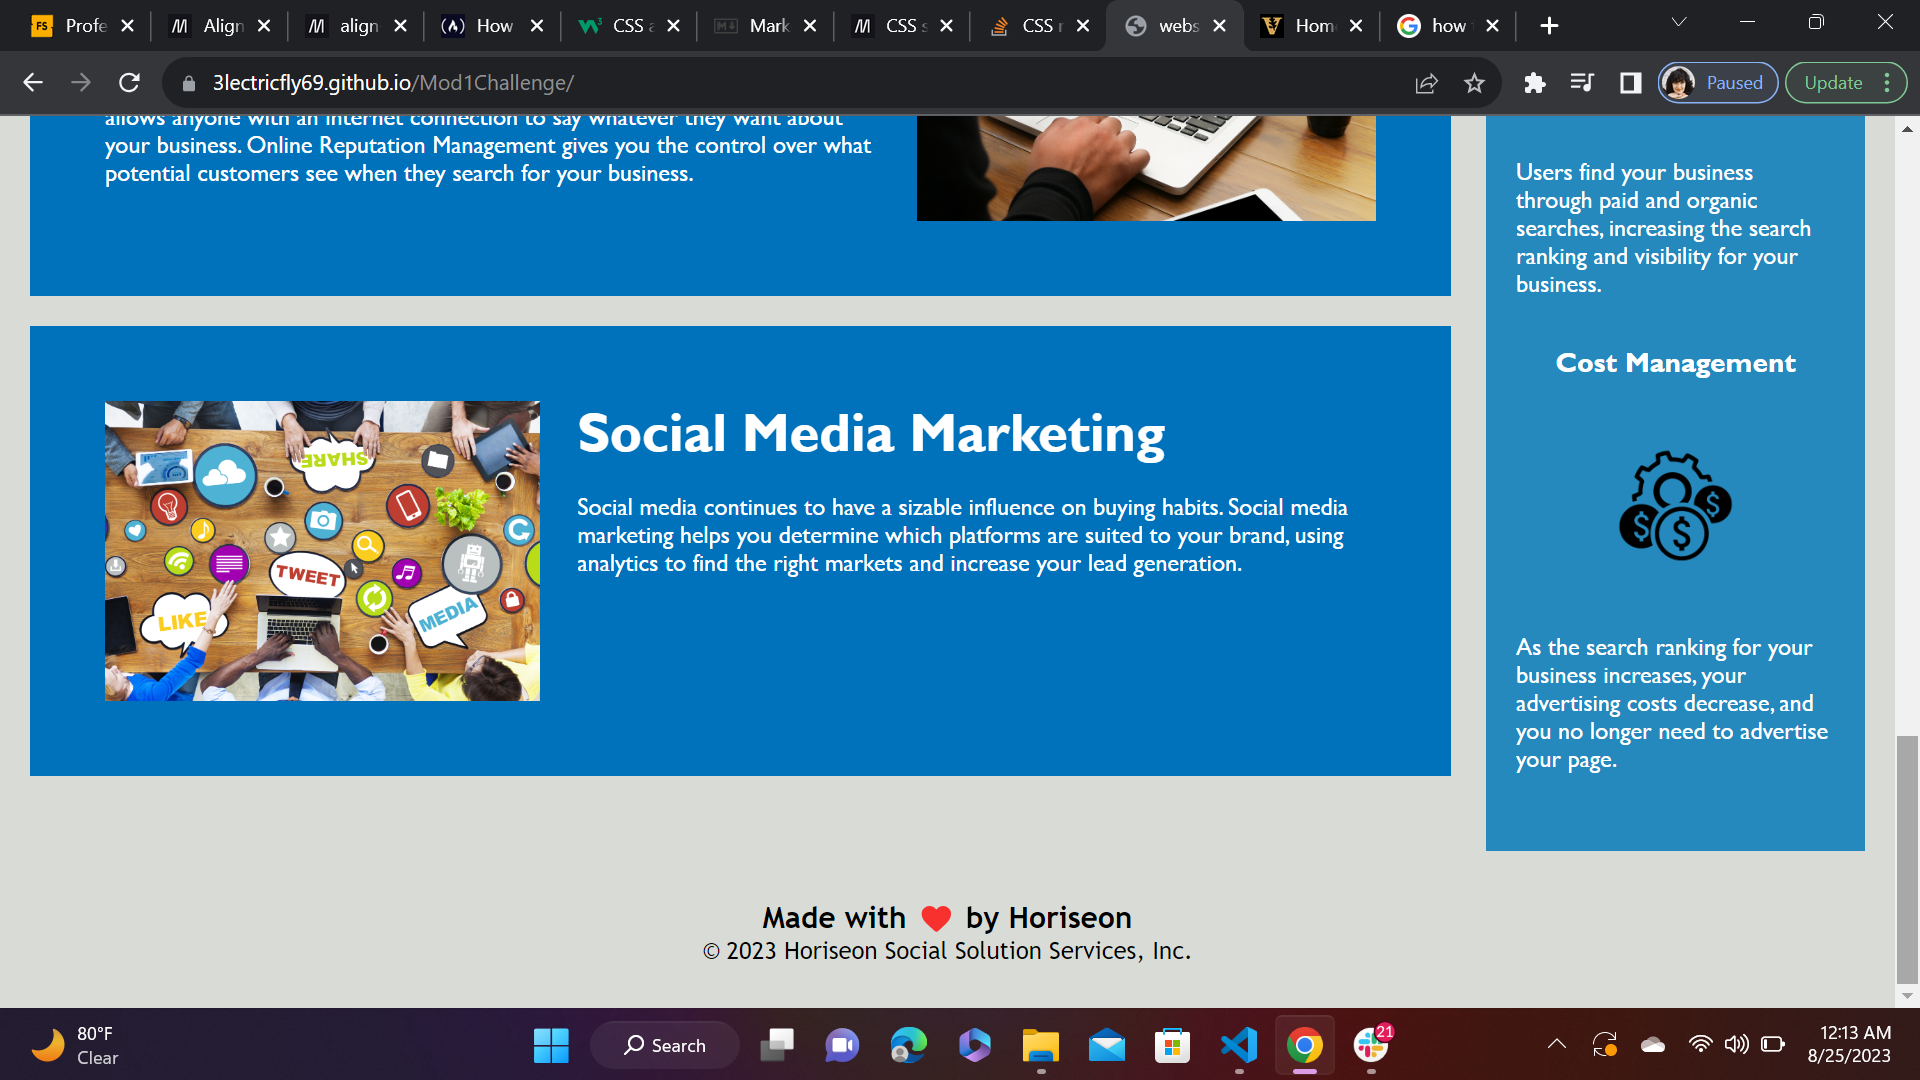 FS Profe
M Align
M align
(A) How
W3 CSS a
M Mark
M CSS s
CSS r
webs
V Hom
G how
3lectricfly69.github.io/Mod1Challenge/
Paused
Update
allows anyone with an internet connection to say whatever they want about
your business. Online Reputation Management gives you the control over what
potential customers see when they search for your business.
Social Media Marketing
Social media continues to have a sizable influence on buying habits. Social media
marketing helps you determine which platforms are suited to your brand, using
analytics to find the right markets and increase your lead generation.
SHARE
TWEET
LIKE
MEDIA
Users find your business
through paid and organic
searches, increasing the search
ranking and visibility for your
business.
Cost Management
$ $ $
As the search ranking for your
business increases, your
advertising costs decrease, and
you no longer need to advertise
your page.
Made with ❤️ by Horiseon
© 2023 Horiseon Social Solution Services, Inc.
80°F
Clear
Search
21
12:13 AM
8/25/2023